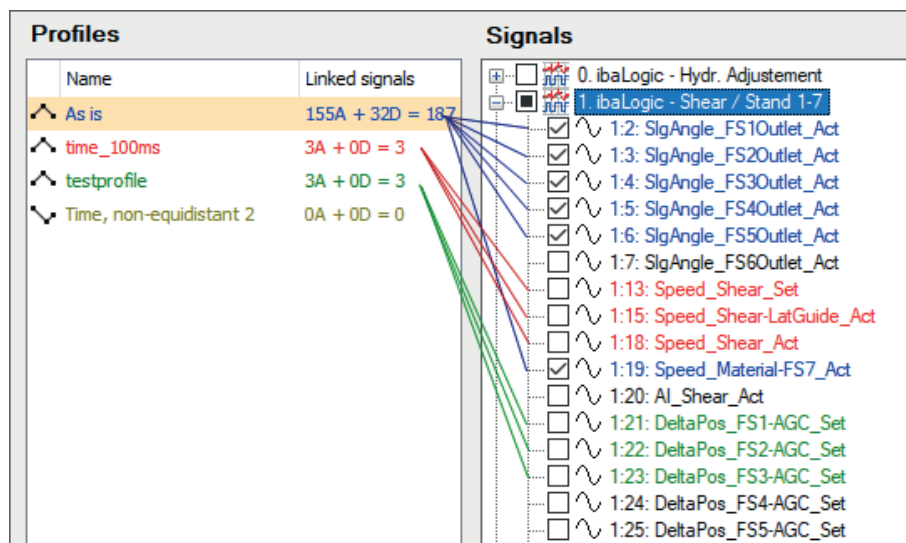 Profiles
Name Linked signals
As is 155A + 32D = 187
time_100ms 3A + 0D = 3
testprofile 3A + 0D = 3
Time, non-equidistant 2 0A + 0D = 0
Signals
0. ibaLogic - Hydr. Adjustement
1. ibaLogic - Shear / Stand 1-7
1:2: SlgAngle_FS1Outlet_Act
1:3: SlgAngle_FS2Outlet_Act
1:4: SlgAngle_FS3Outlet_Act
1:5: SlgAngle_FS4Outlet_Act
1:6: SlgAngle_FS5Outlet_Act
1:7: SlgAngle_FS6Outlet_Act
1:13: Speed_Shear_Set
1:15: Speed_Shear-LatGuide_Act
1:18: Speed_Shear_Act
1:19: Speed_Material-FS7_Act
1:20: AI_Shear_Act
1:21: DeltaPos_FS1-AGC_Set
1:22: DeltaPos_FS2-AGC_Set
1:23: DeltaPos_FS3-AGC_Set
1:24: DeltaPos_FS4-AGC_Set
1:25: DeltaPos_FS5-AGC_Set